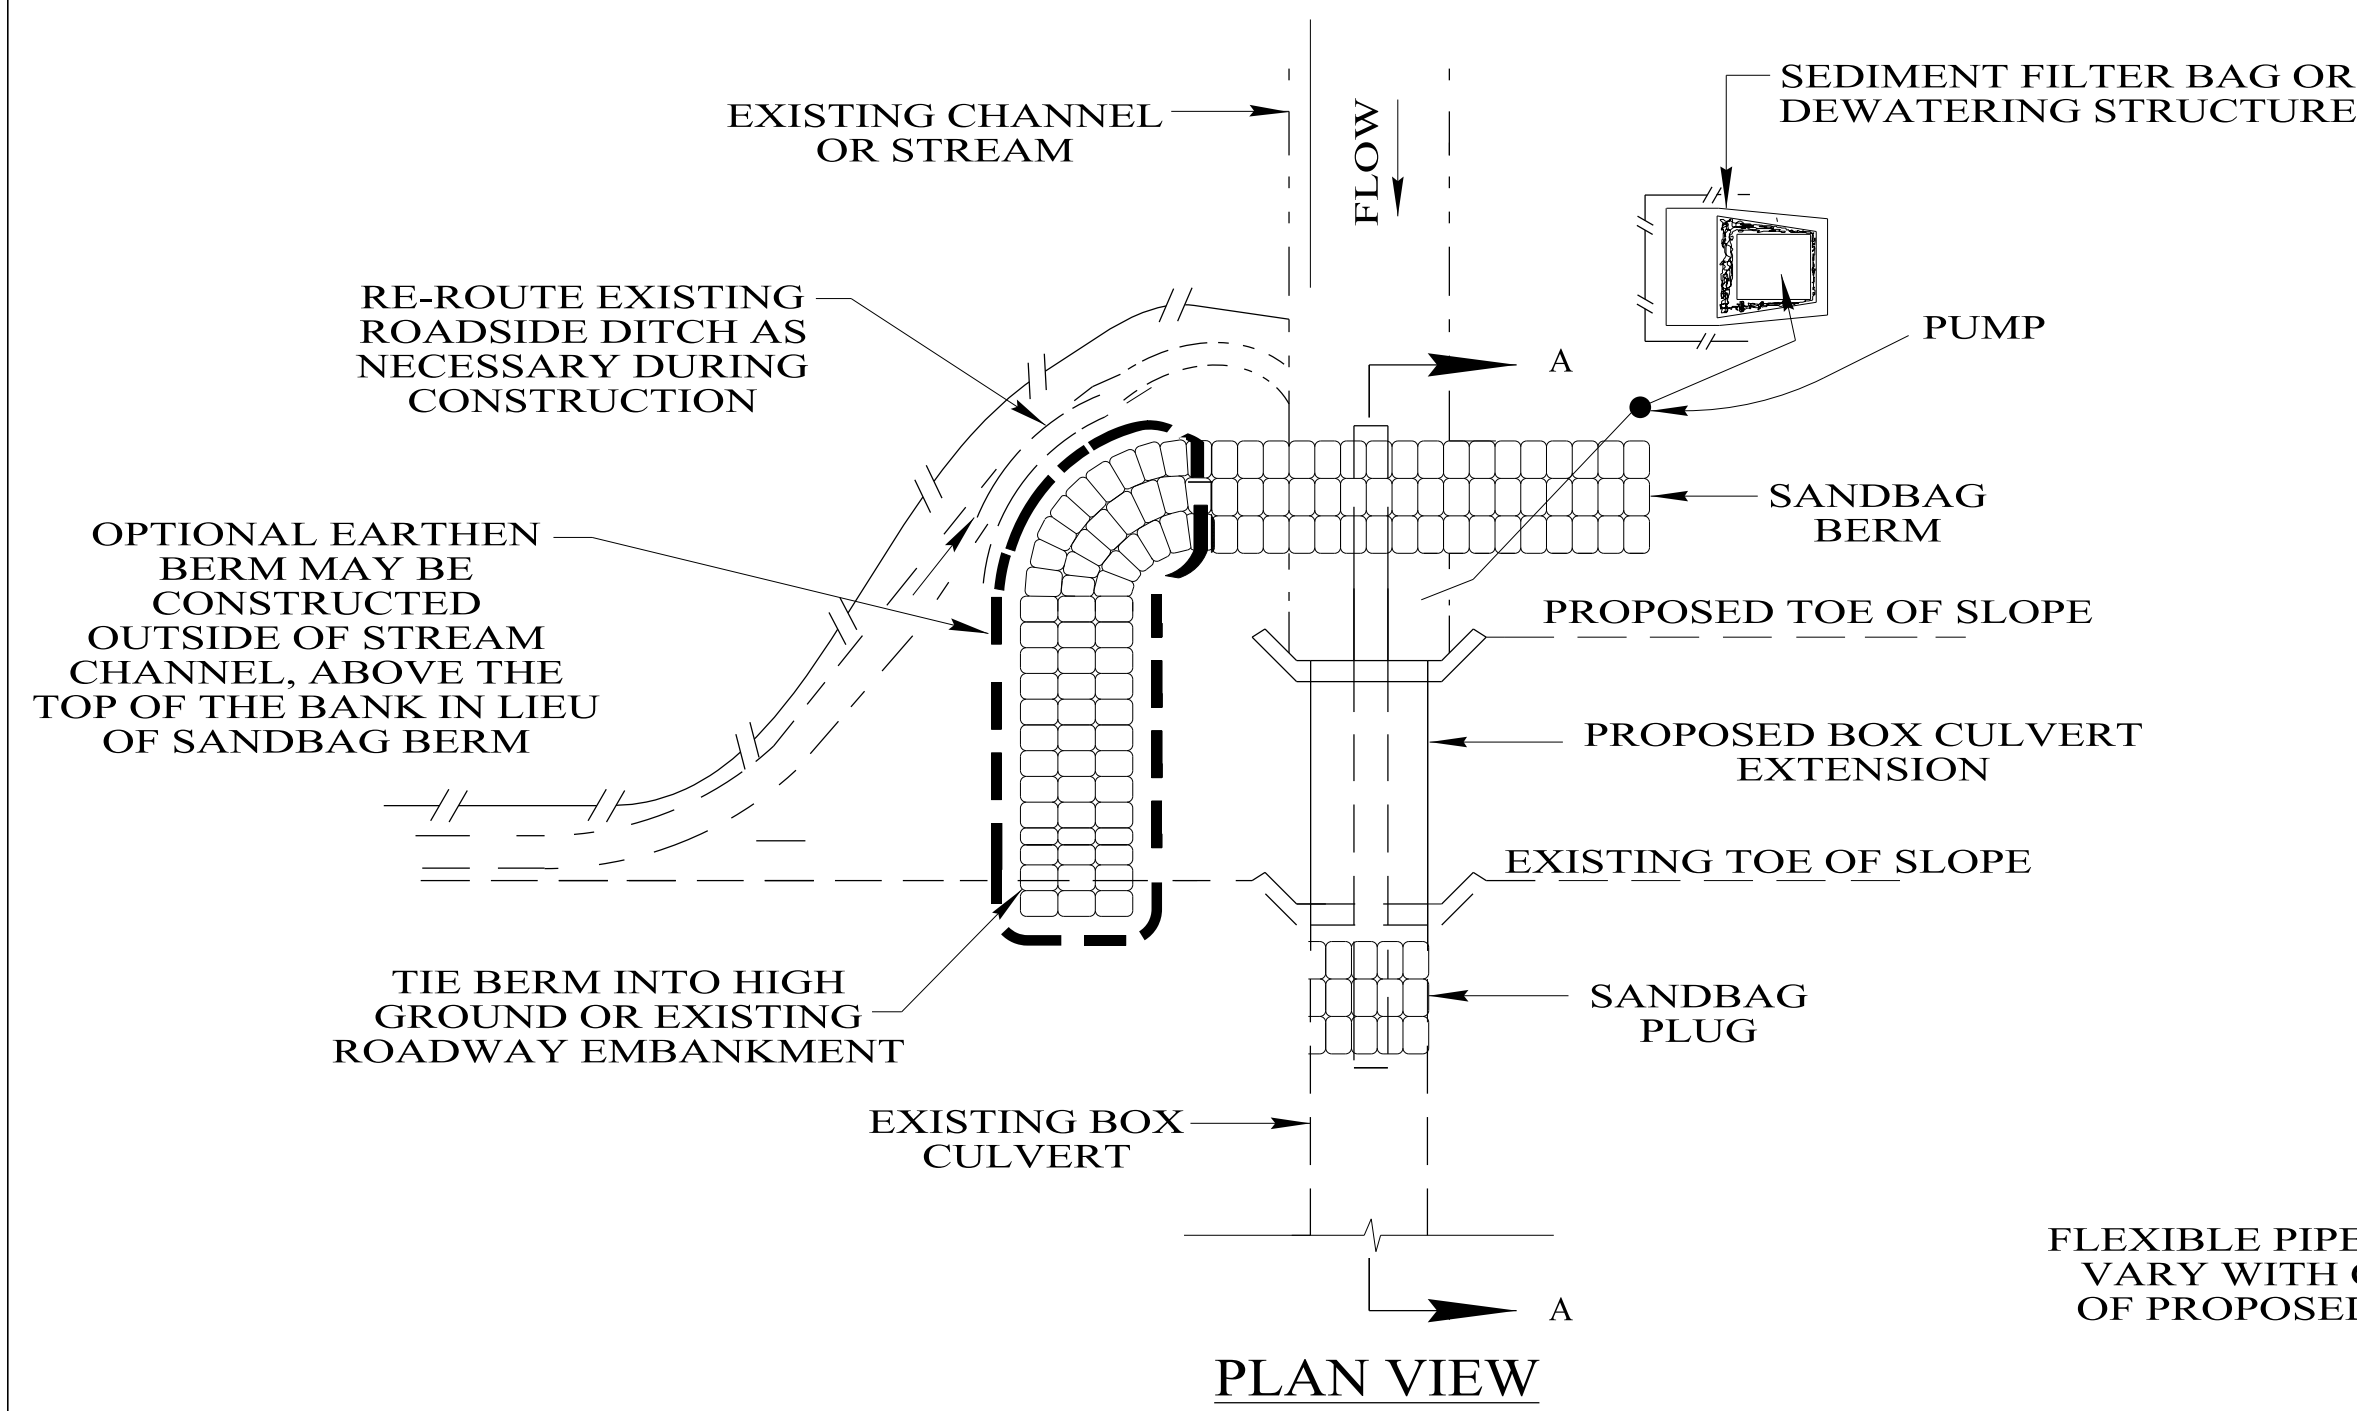 EXISTING CHANNEL
OR STREAM
FLOW
SEDIMENT FILTER BAG OR
DEWATERING STRUCTURE
RE-ROUTE EXISTING
ROADSIDE DITCH AS
NECESSARY DURING
CONSTRUCTION
PUMP
A
OPTIONAL EARTHEN
BERM MAY BE
CONSTRUCTED
OUTSIDE OF STREAM
CHANNEL, ABOVE THE
TOP OF THE BANK IN LIEU
OF SANDBAG BERM
SANDBAG
BERM
PROPOSED TOE OF SLOPE
PROPOSED BOX CULVERT
EXTENSION
EXISTING TOE OF SLOPE
TIE BERM INTO HIGH
GROUND OR EXISTING
ROADWAY EMBANKMENT
SANDBAG
PLUG
EXISTING BOX
CULVERT
FLEXIBLE PIPE
VARY WITH
OF PROPOSED
A
PLAN VIEW